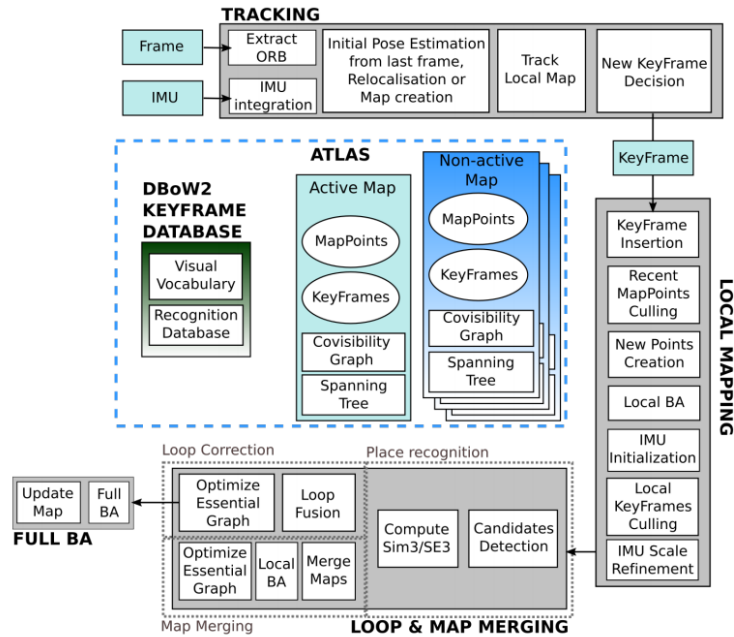 TRACKING
Frame
Extract
ORB
IMU
IMU
integration
Initial Pose Estimation
from last frame,
Relocalisation or
Map creation
Track
Local Map
New KeyFrame
Decision
KeyFrame
ATLAS
DBoW2
KEYFRAME
DATABASE
Visual
Vocabulary
Recognition
Database
Active Map
MapPoints
KeyFrames
Covisibility
Graph
Spanning
Tree
Non-active
Map
MapPoints
KeyFrames
Covisibility
Graph
Spanning
Tree
LOCAL MAPPING
KeyFrame
Insertion
Recent
MapPoints
Culling
New Points
Creation
Local BA
IMU
Initialization
Local
KeyFrames
Culling
IMU Scale
Refinement
Loop Correction
Place recognition
Optimize
Essential
Graph
Loop
Fusion
Compute
Sim3/SE3
Candidates
Detection
Update
Map
Full
BA
FULL BA
Optimize
Essential
Graph
Local
BA
Merge
Maps
Map Merging
LOOP & MAP MERGING